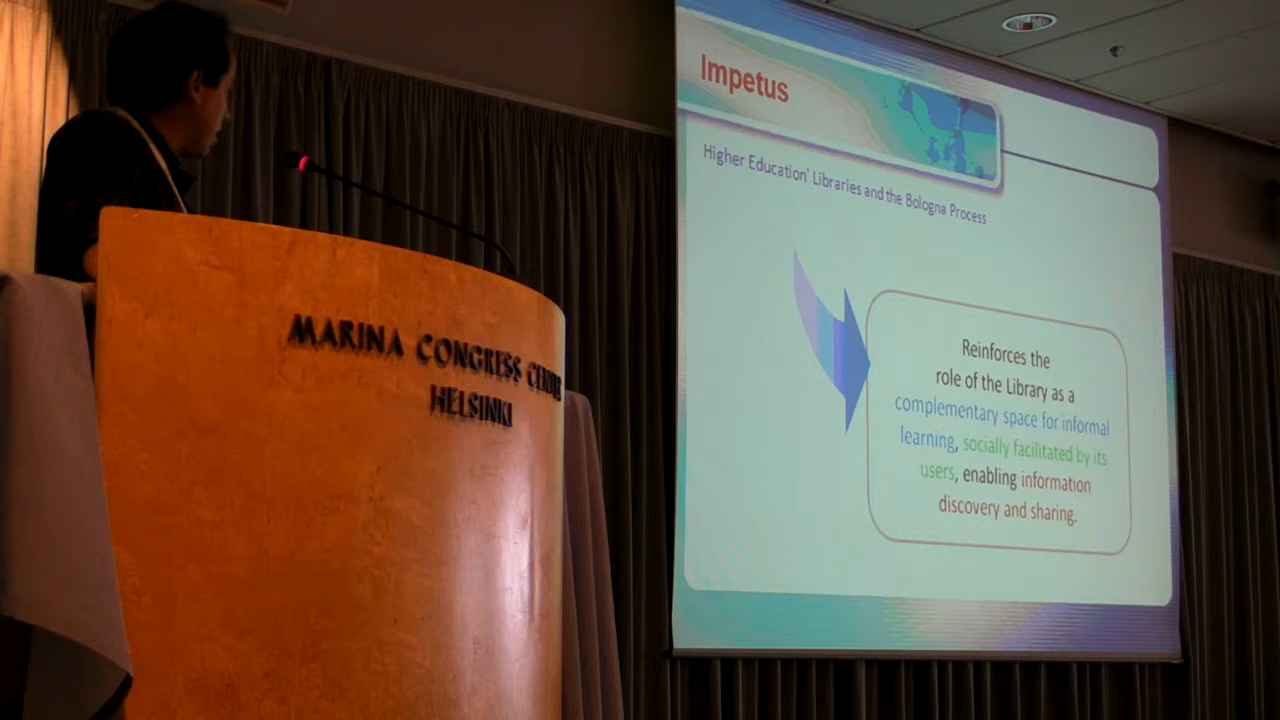 MARINA CONGRESS CENTER
HELSINKI
Impetus
Higher Education' Libraries and the Bologna Process
Reinforces the
role of the Library as a
complementary space for informal
learning, socially facilitated by its
users, enabling information
discovery and sharing.